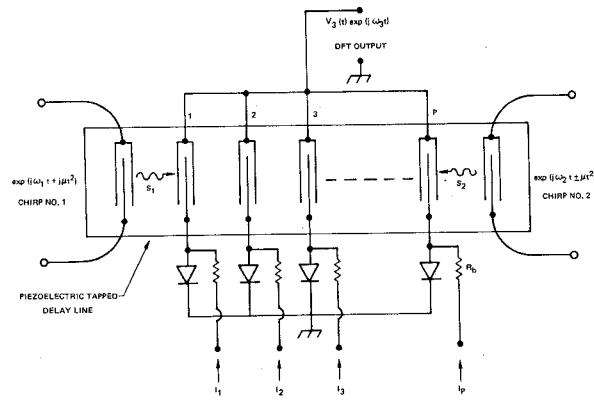 V₃ (t) exp (j ω₃t)
DFT OUTPUT
1
2
3
P
exp (jω₁ t + jμt²)
CHIRP NO. 1
S₁
S₂
exp (jω₂ t ± μt²
CHIRP NO. 2
PIEZOELECTRIC TAPPED
DELAY LINE
R_b
I₁
I₂
I₃
I_P